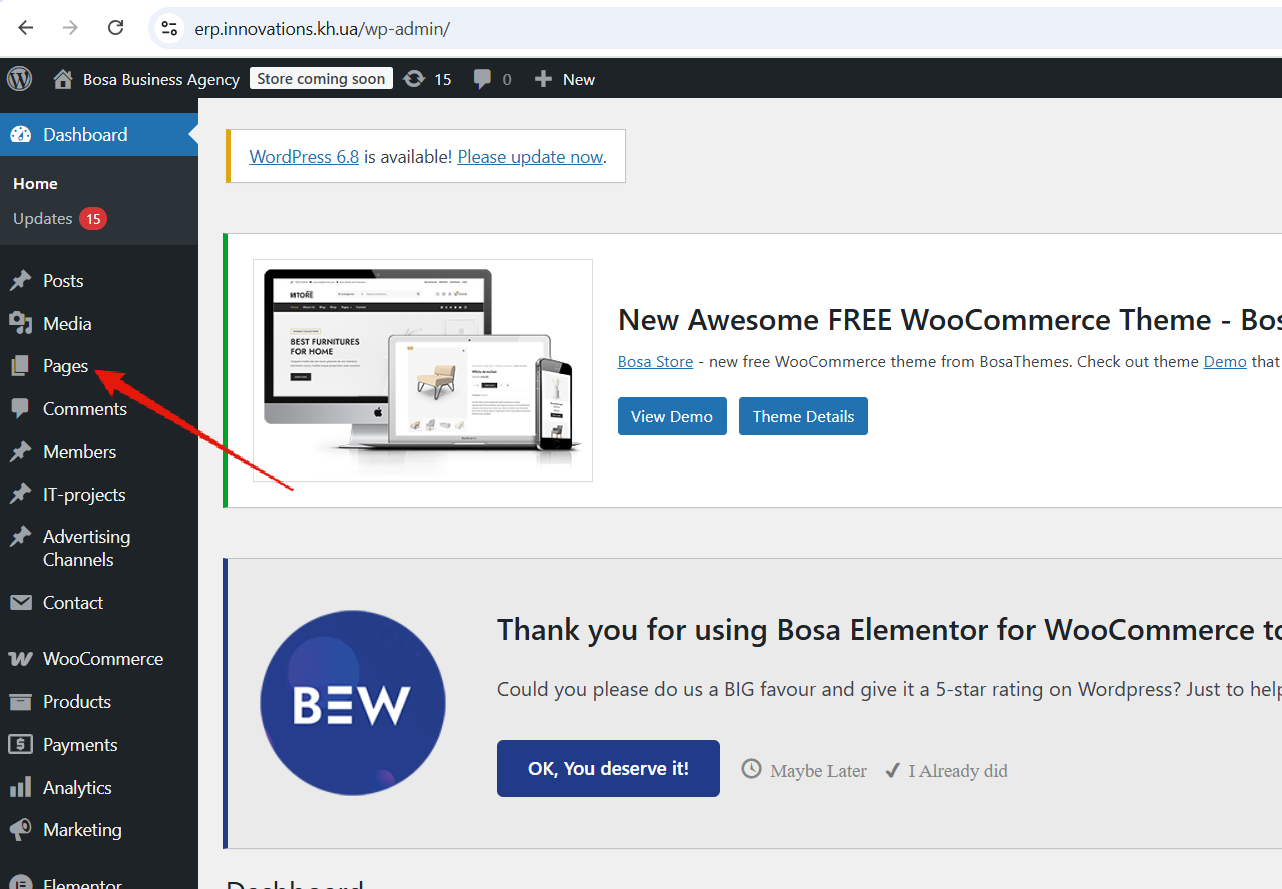 erp.innovations.kh.ua/wp-admin/
Bosa Business Agency Store coming soon 15 0 New
Dashboard
Home
Updates 15
Posts
Media
Pages
Comments
Members
IT-projects
Advertising
Channels
Contact
WooCommerce
Products
Payments
Analytics
Marketing
Elementor
WordPress 6.8 is available! Please update now.
BEST FURNITURES
FOR HOME
New Awesome FREE WooCommerce Theme - Bos
Bosa Store - new free WooCommerce theme from BosaThemes. Check out theme Demo that
View Demo Theme Details
BEW
Thank you for using Bosa Elementor for WooCommerce to
Could you please do us a BIG favour and give it a 5-star rating on Wordpress? Just to help
OK, You deserve it! Maybe Later I Already did
Dashboard